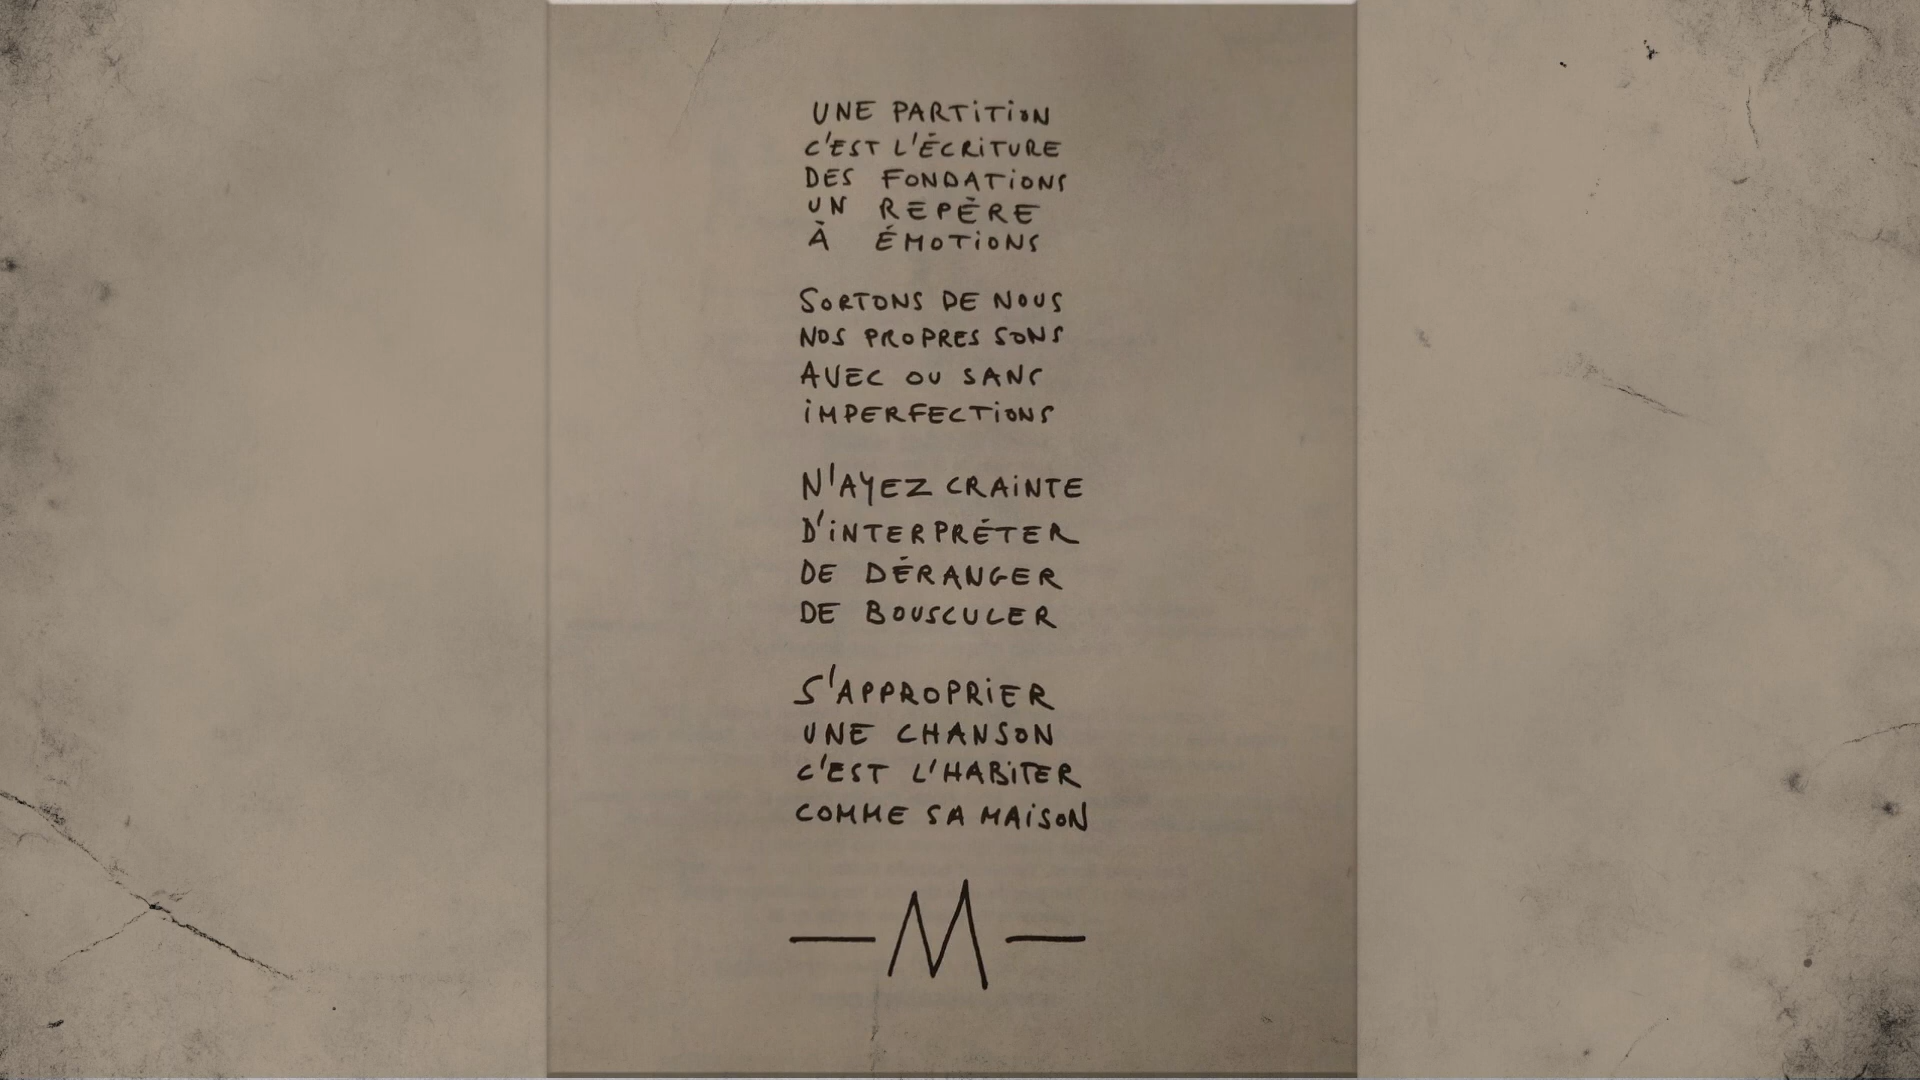 UNE PARTITION
C'EST L'ÉCRITURE
DES FONDATIONS
UN REPÈRE
À ÉMOTIONS
SORTONS DE NOUS
NOS PROPRES SONS
AVEC OU SANS
IMPERFECTIONS
N'AYEZ CRAINTE
D'INTERPRÉTER
DE DÉRANGER
DE BOUSCULER
S'APPROPRIER
UNE CHANSON
C'EST L'HABITER
COMME SA MAISON
— M —